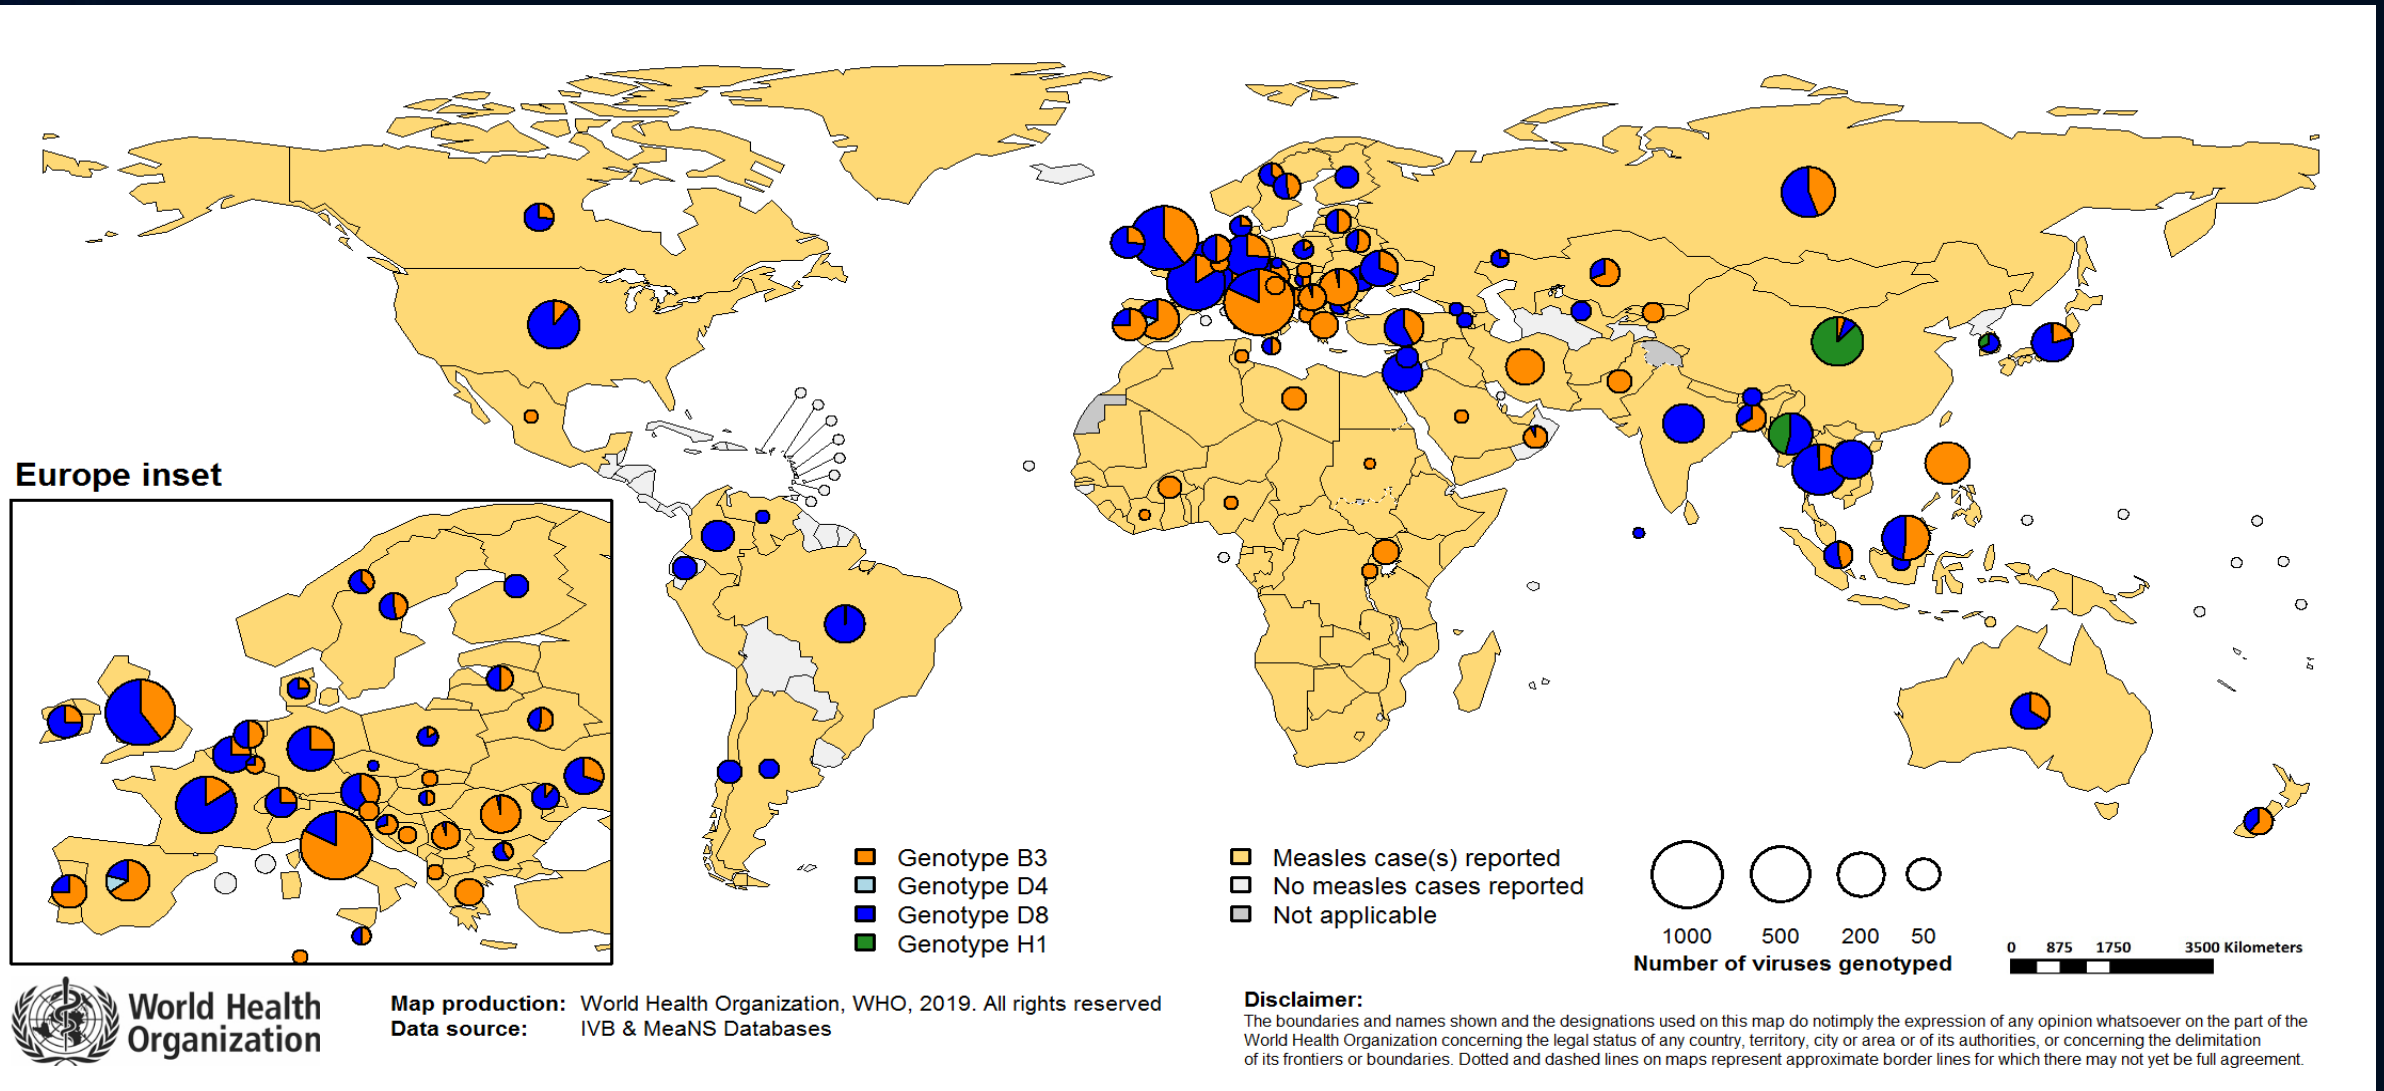 Europe inset
Genotype B3
Genotype D4
Genotype D8
Genotype H1
Measles case(s) reported
No measles cases reported
Not applicable
1000 500 200 50
Number of viruses genotyped
0 875 1750 3500 Kilometers
World Health
Organization
Map production: World Health Organization, WHO, 2019. All rights reserved
Data source: IVB & MeaNS Databases
Disclaimer:
The boundaries and names shown and the designations used on this map do notimply the expression of any opinion whatsoever on the part of the
World Health Organization concerning the legal status of any country, territory, city or area or of its authorities, or concerning the delimitation
of its frontiers or boundaries. Dotted and dashed lines on maps represent approximate border lines for which there may not yet be full agreement.